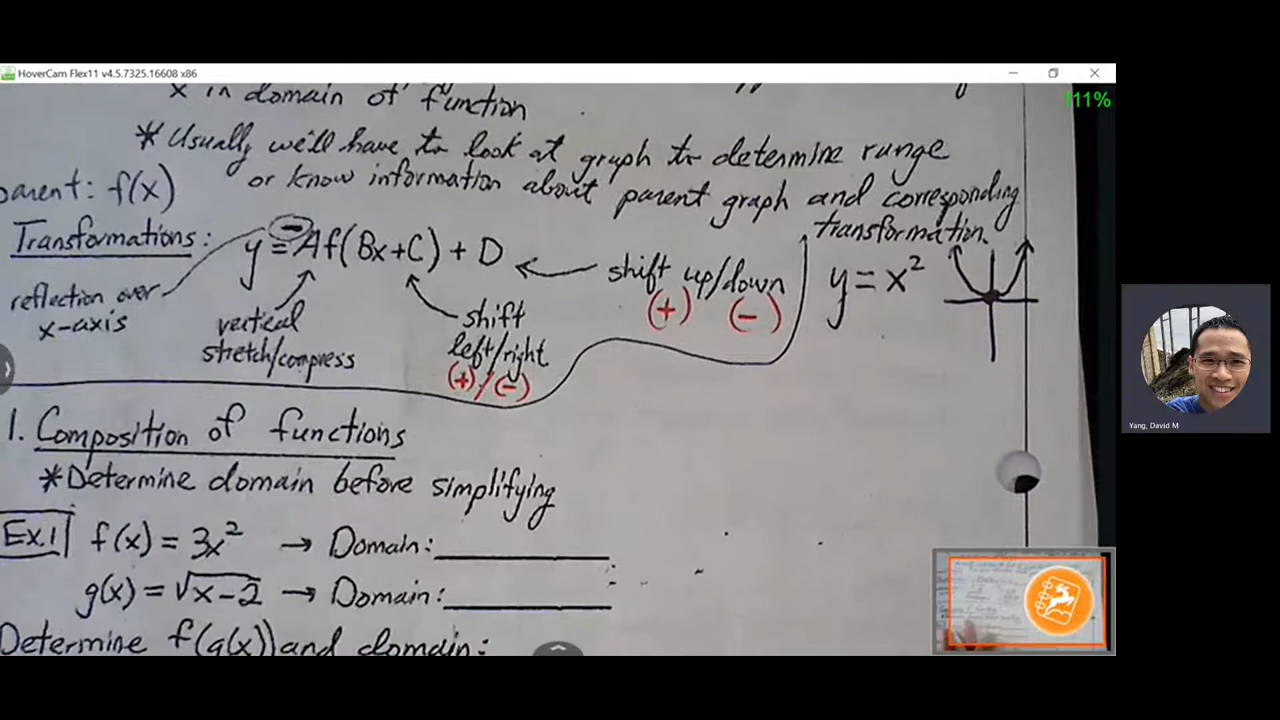 HoverCam Flex11 v4.5.7325.16608 x86
111%
x in domain of function
* Usually we'll have to look at graph to determine range
or know information about parent graph and corresponding
transformation.
parent: f(x)
Transformations: y = -Af(Bx+C) + D
shift up/down
(+) (-)
y = x²
reflection over
x-axis
vertical
stretch/compress
shift
left/right
(+)/(-)
1. Composition of functions
* Determine domain before simplifying
Ex.1 f(x) = 3x² → Domain:
g(x) = √x-2 → Domain:
Determine f(g(x)) and domain:
Yang, David M